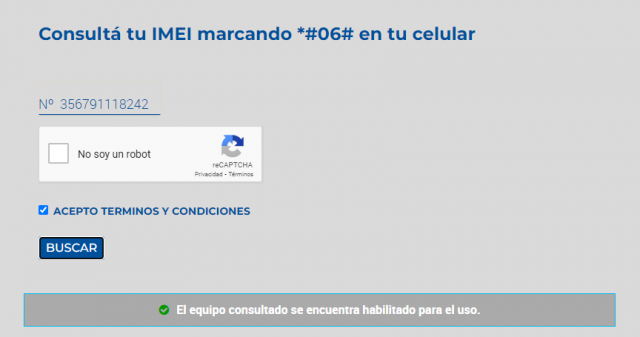 Consultá tu IMEI marcando *#06# en tu celular
Nº 356791118242
No soy un robot
reCAPTCHA
Privacidad - Términos
ACEPTO TERMINOS Y CONDICIONES
BUSCAR
El equipo consultado se encuentra habilitado para el uso.